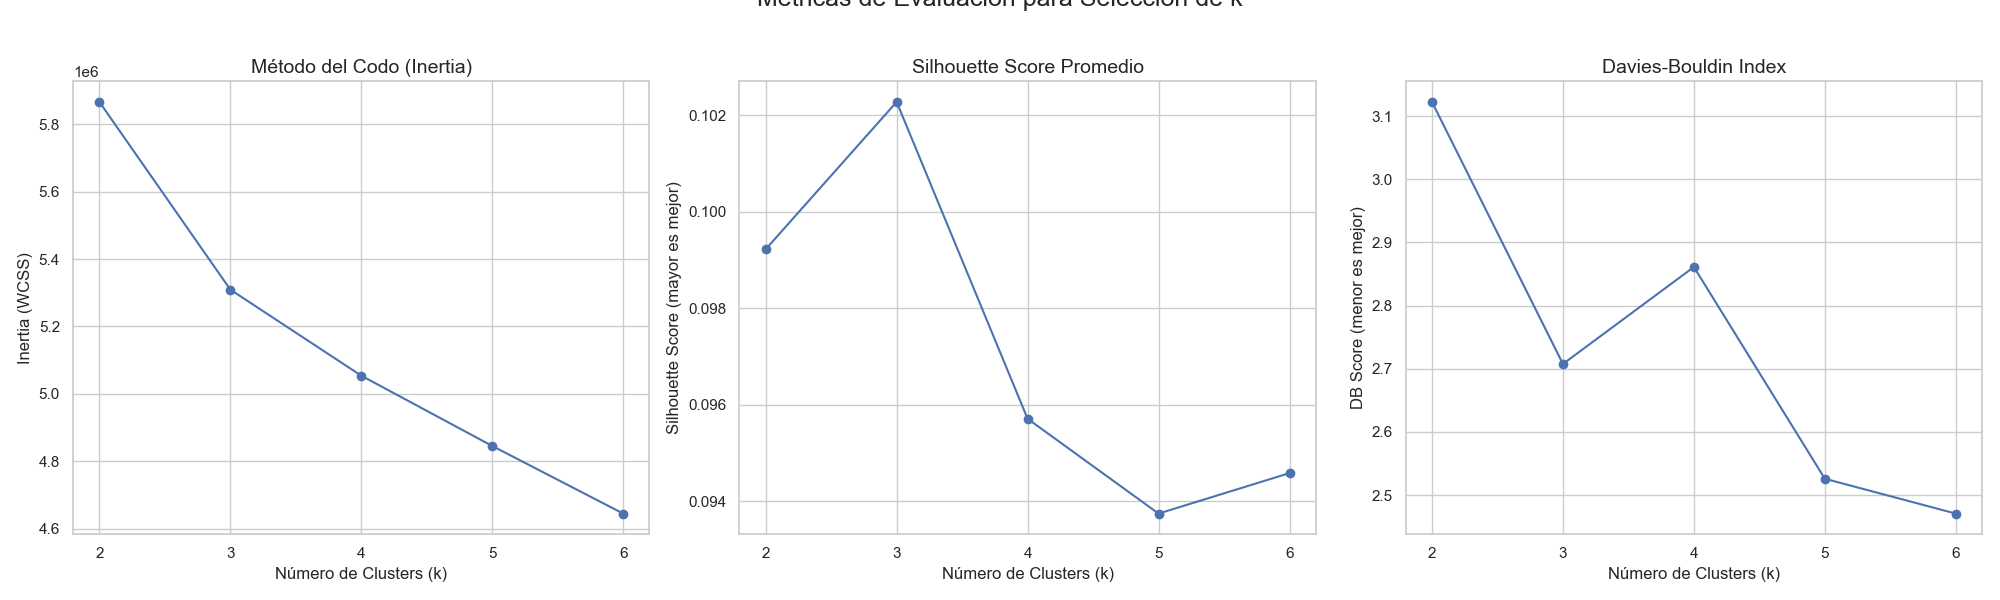 Métricas de Evaluación para Selección de k
Método del Codo (Inertia)
1e6
5.8
5.6
5.4
5.2
5.0
4.8
4.6
Inertia (WCSS)
2 3 4 5 6
Número de Clusters (k)
Silhouette Score Promedio
0.102
0.100
0.098
0.096
0.094
Silhouette Score (mayor es mejor)
2 3 4 5 6
Número de Clusters (k)
Davies-Bouldin Index
3.1
3.0
2.9
2.8
2.7
2.6
2.5
DB Score (menor es mejor)
2 3 4 5 6
Número de Clusters (k)